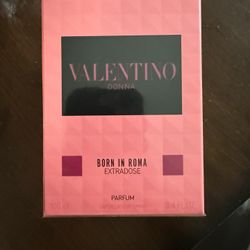 VALENTINO
DONNA
BORN IN ROMA
EXTRADOSE
PARFUM